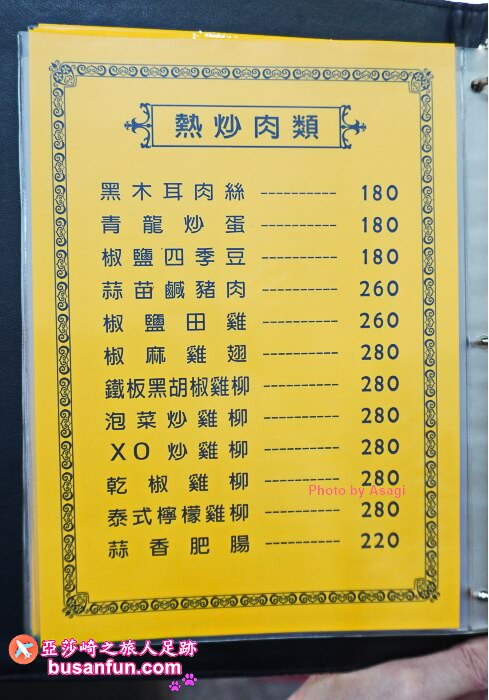 熱炒肉類
黑木耳肉絲 ----------- 180
青龍炒蛋 ----------- 180
椒鹽四季豆 ----------- 180
蒜苗鹹豬肉 ----------- 260
椒鹽田雞 ----------- 260
椒麻雞翅 ----------- 280
鐵板黑胡椒雞柳 ----------- 280
泡菜炒雞柳 ----------- 280
XO炒雞柳 ----------- 280
乾椒雞柳 ----------- 280
Photo by Asagi
泰式檸檬雞柳 ----------- 280
蒜香肥腸 ----------- 220
亞莎崎之旅人足跡
busanfun.com